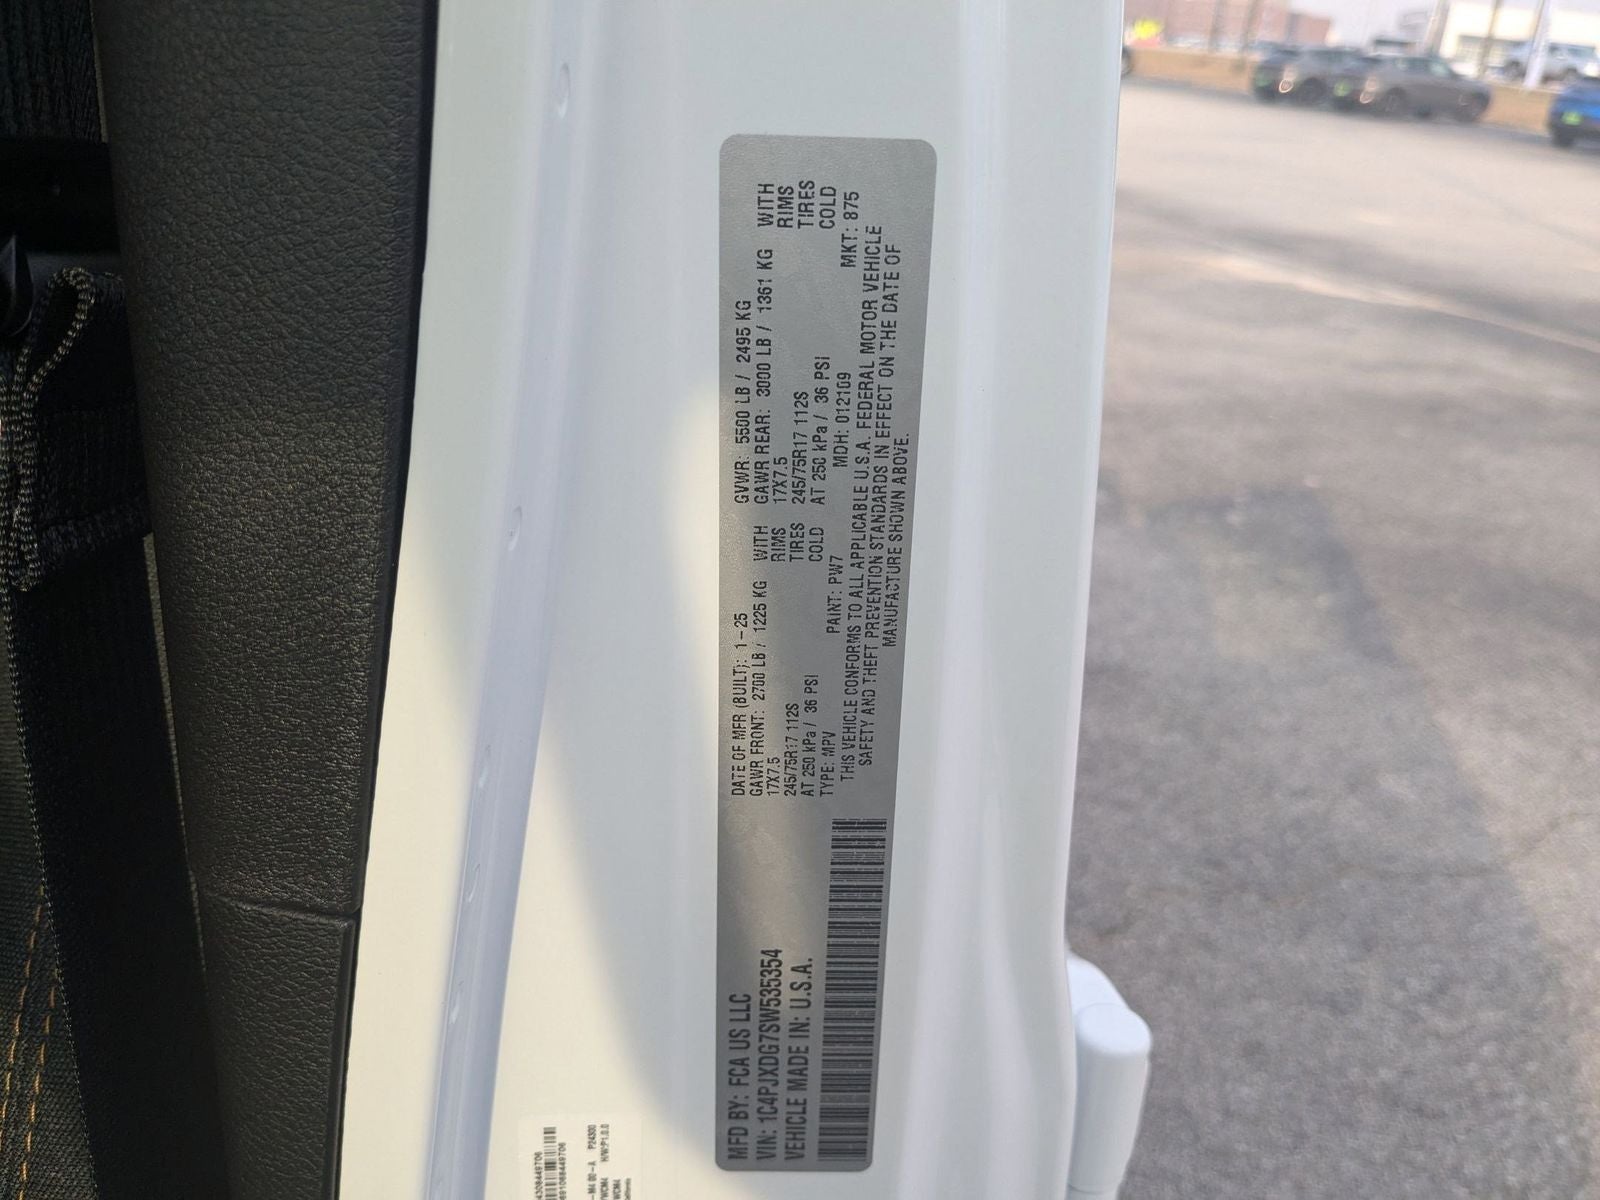 MFD BY: FCA US LLC
VIN: 1C4PJXDG7SW535354
VEHICLE MADE IN: U.S.A.
DATE OF MFR (BUILT): 1-25 GVWR: 5500 LB / 2495 KG
GAWR FRONT: 2700 LB / 1225 KG WITH GAWR REAR: 3000 LB / 1361 KG WITH
17X7.5 RIMS 17X7.5 RIMS
245/75R17 112S TIRES 245/75R17 112S TIRES
AT 250 kPa / 36 PSI COLD AT 250 kPa / 36 PSI COLD
TYPE: MPV PAINT: PW7 MDH: 012109 MKT: 875
THIS VEHICLE CONFORMS TO ALL APPLICABLE U.S.A. FEDERAL MOTOR VEHICLE
SAFETY AND THEFT PREVENTION STANDARDS IN EFFECT ON THE DATE OF
MANUFACTURE SHOWN ABOVE.
P24300
H/W:P1.0.0